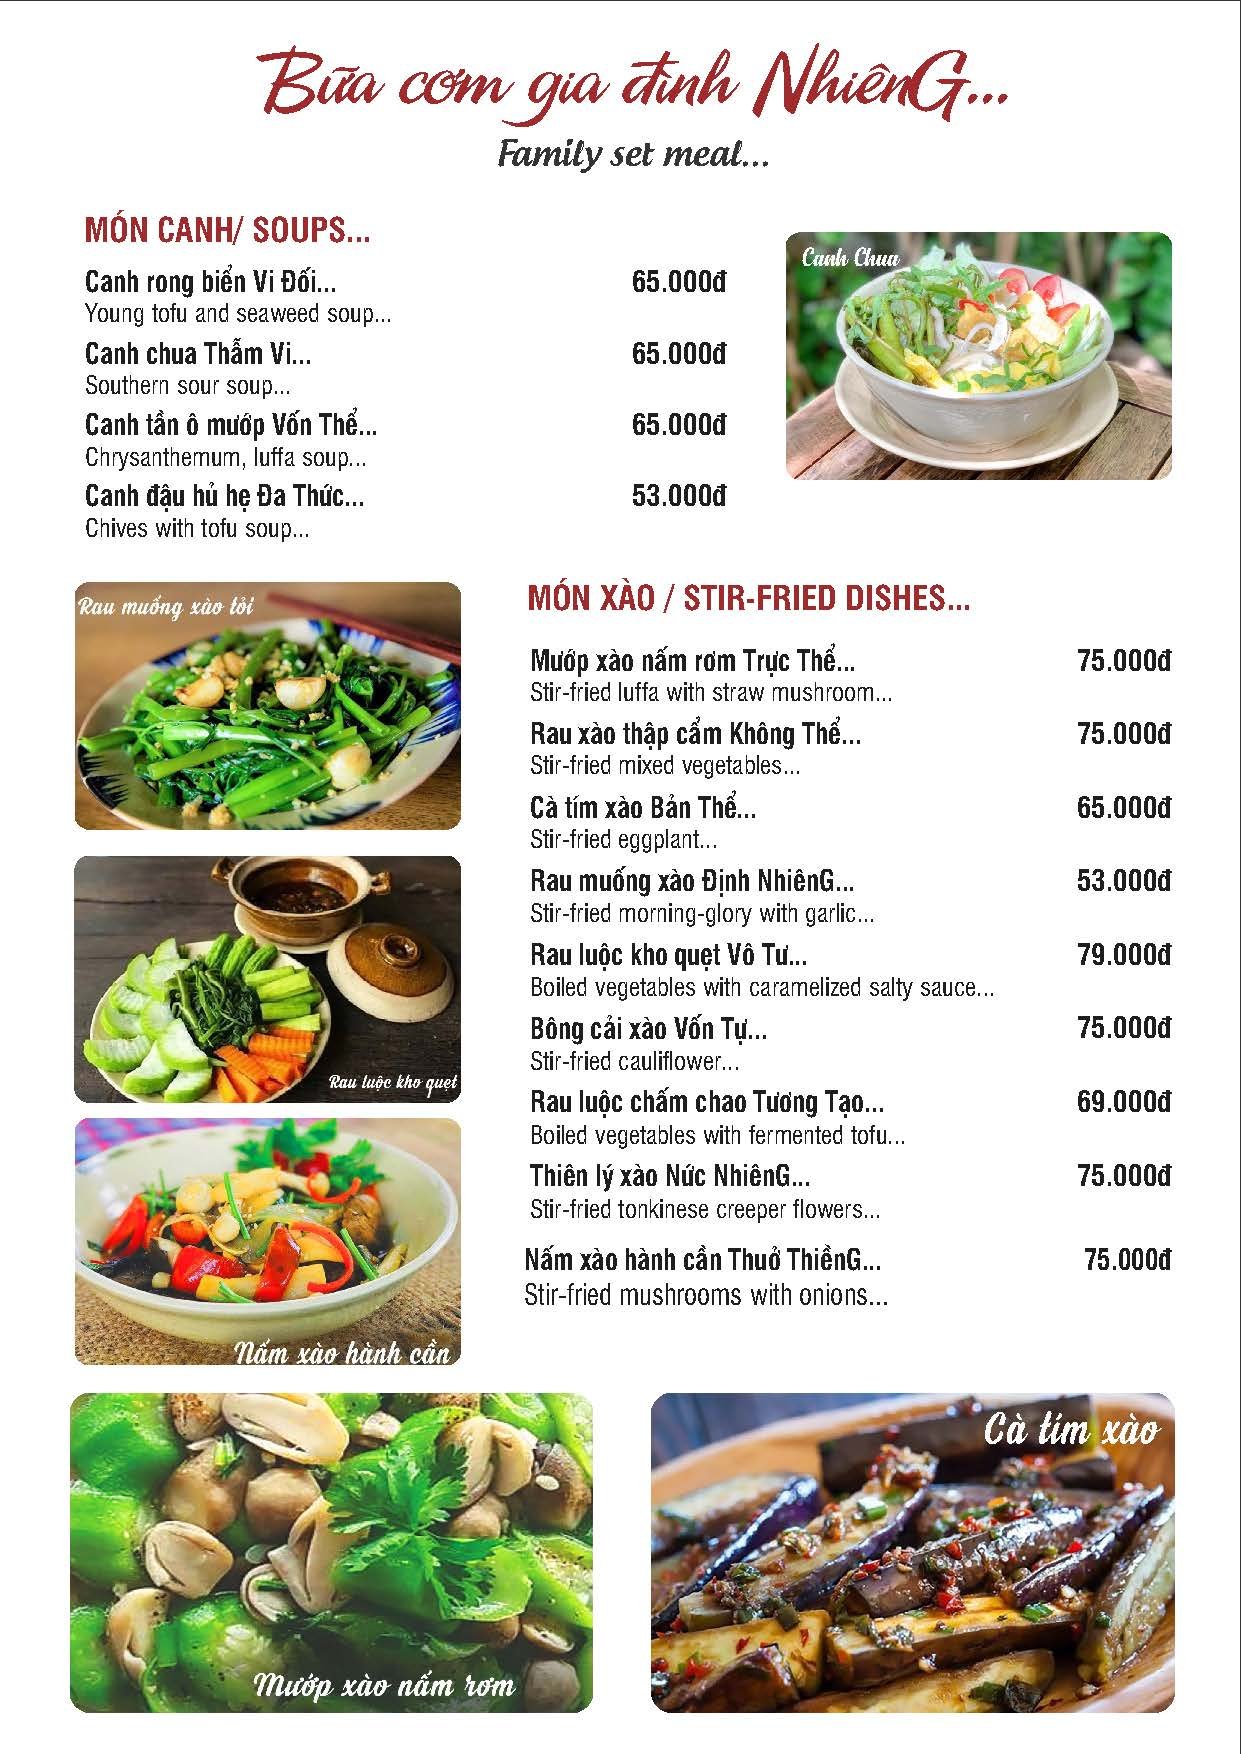 Bữa cơm gia đình NhiênG...
Family set meal...
MÓN CANH/ SOUPS...
Canh rong biển Vi Đối... 65.000đ
Young tofu and seaweed soup...
Canh chua Thẩm Vi... 65.000đ
Southern sour soup...
Canh tần ô mướp Vốn Thể... 65.000đ
Chrysanthemum, luffa soup...
Canh đậu hủ hẹ Đa Thức... 53.000đ
Chives with tofu soup...
Canh Chua
Rau muống xào tỏi
Rau luộc kho quẹt
Nấm xào hành cần
MÓN XÀO / STIR-FRIED DISHES...
Mướp xào nấm rơm Trực Thể... 75.000đ
Stir-fried luffa with straw mushroom...
Rau xào thập cẩm Không Thể... 75.000đ
Stir-fried mixed vegetables...
Cà tím xào Bản Thể... 65.000đ
Stir-fried eggplant...
Rau muống xào Định NhiênG... 53.000đ
Stir-fried morning-glory with garlic...
Rau luộc kho quẹt Vô Tư... 79.000đ
Boiled vegetables with caramelized salty sauce...
Bông cải xào Vốn Tự... 75.000đ
Stir-fried cauliflower...
Rau luộc chấm chao Tương Tạo... 69.000đ
Boiled vegetables with fermented tofu...
Thiên lý xào Nức NhiênG... 75.000đ
Stir-fried tonkinese creeper flowers...
Nấm xào hành cần Thuở ThiềnG... 75.000đ
Stir-fried mushrooms with onions...
Mướp xào nấm rơm
Cà tím xào